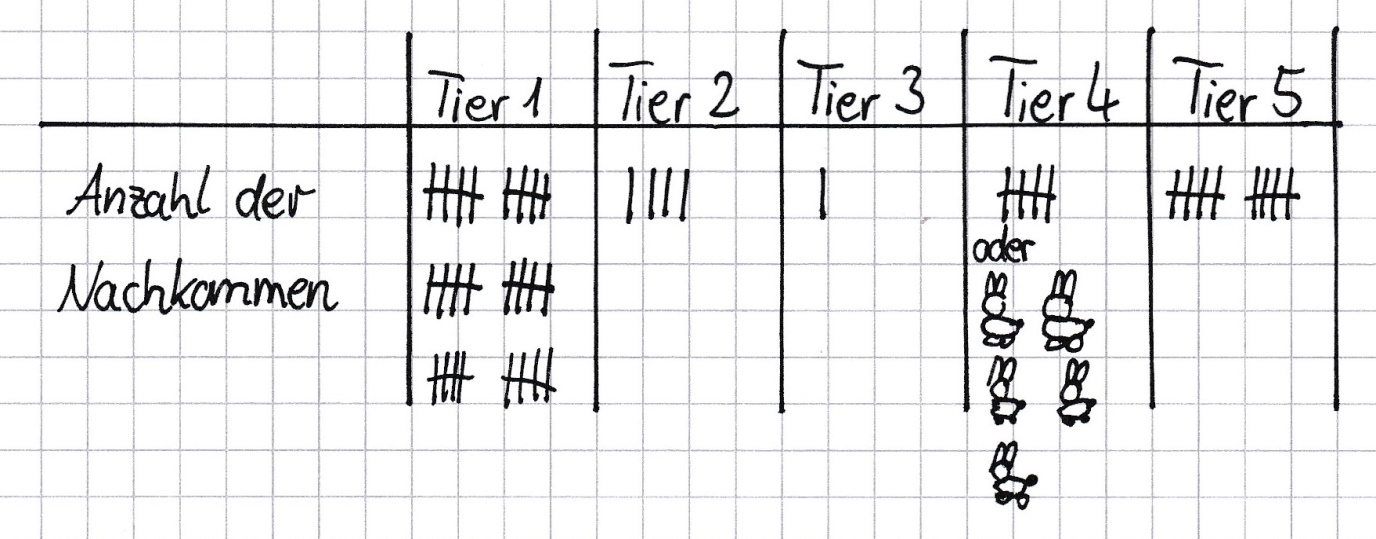 Tier 1 Tier 2 Tier 3 Tier 4 Tier 5
Anzahl der
oder
Nachkommen